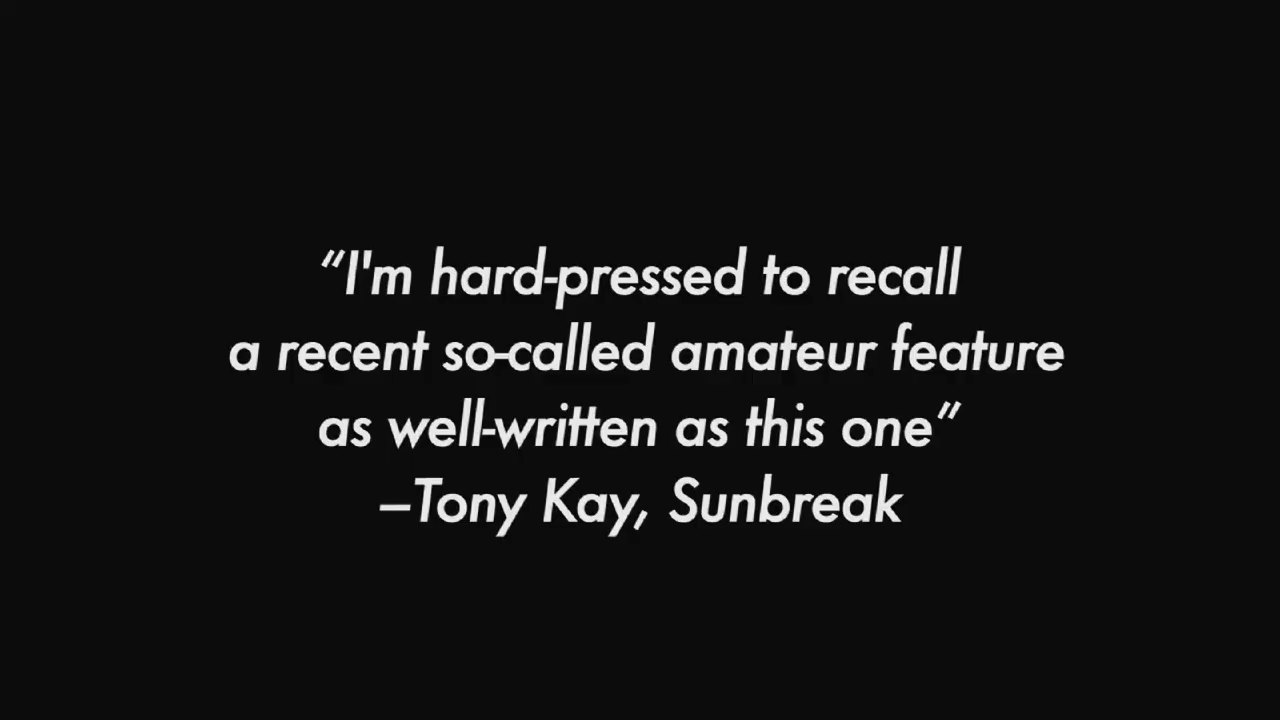 “I'm hard-pressed to recall
a recent so-called amateur feature
as well-written as this one”
–Tony Kay, Sunbreak